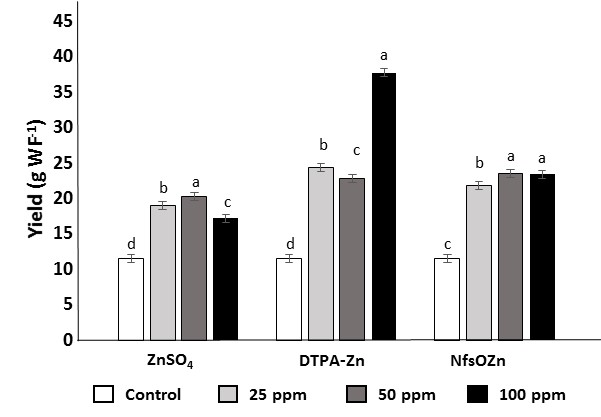 Yield (g WF⁻¹)
45
40
35
30
25
20
15
10
5
0
d
b
a
c
d
b
c
a
c
b
a
a
ZnSO₄
DTPA-Zn
NfsOZn
Control
25 ppm
50 ppm
100 ppm